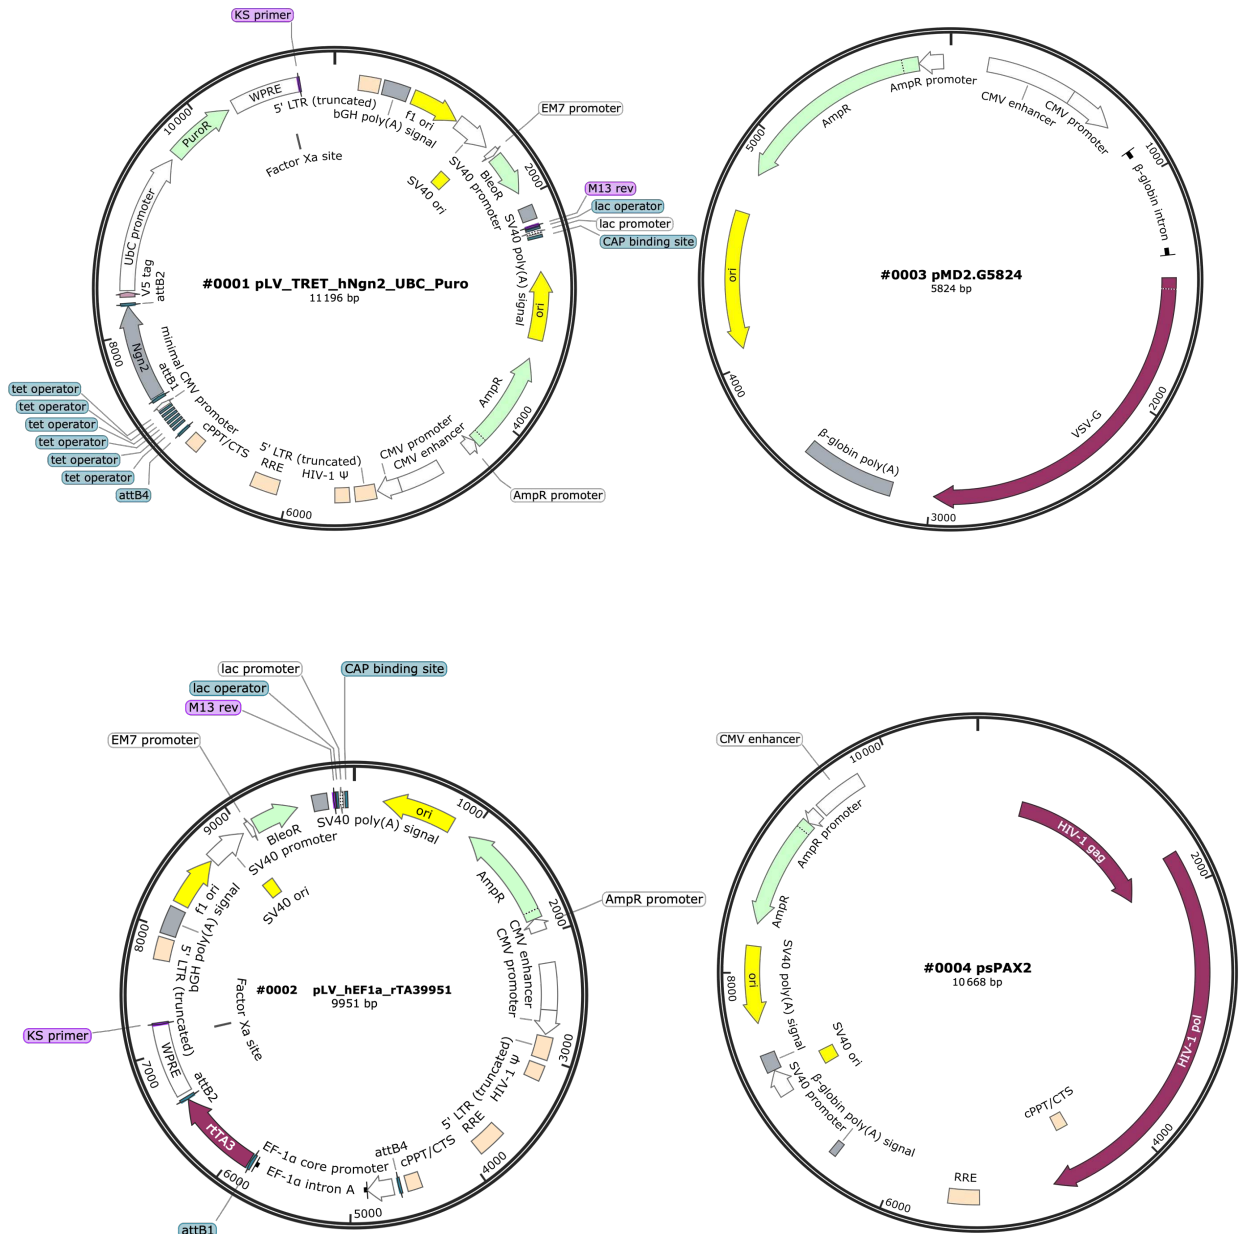 KS primer
10000
WPRE
5' LTR (truncated)
bGH poly(A) signal
f1 ori
EM7 promoter
PuroR
Factor Xa site
SV40 ori
SV40 promoter
BleoR
2000
M13 rev
lac operator
lac promoter
CAP binding site
SV40 poly(A) signal
UbC promoter
V5 tag
attB2
#0001 pLV_TRET_hNgn2_UBC_Puro
11196 bp
ori
8000
Ngn2
attB1
minimal CMV promoter
tet operator
tet operator
tet operator
tet operator
tet operator
tet operator
attB4
cPPT/CTS
RRE
5' LTR (truncated)
HIV-1 Ψ
CMV promoter
CMV enhancer
AmpR
4000
AmpR promoter
6000
AmpR promoter
AmpR
CMV enhancer
CMV promoter
5000
1000
β-globin intron
ori
#0003 pMD2.G5824
5824 bp
4000
2000
VSV-G
β-globin poly(A)
3000
lac promoter
CAP binding site
lac operator
M13 rev
EM7 promoter
9000
BleoR
SV40 poly(A) signal
ori
1000
SV40 promoter
SV40 ori
f1 ori
bGH poly(A) signal
AmpR
AmpR promoter
2000
8000
5' LTR (truncated)
CMV enhancer
CMV promoter
Factor Xa site
#0002 pLV_hEF1a_rTA39951
9951 bp
KS primer
WPRE
7000
attB2
3000
5' LTR (truncated)
HIV-1 Ψ
RRE
rtTA3
EF-1α core promoter
EF-1α intron A
attB4
cPPT/CTS
6000
4000
5000
attB1
CMV enhancer
10000
AmpR promoter
HIV-1 gag
2000
AmpR
SV40 poly(A) signal
ori
8000
#0004 psPAX2
10668 bp
SV40 ori
SV40 promoter
β-globin poly(A) signal
HIV-1 pol
cPPT/CTS
4000
RRE
6000